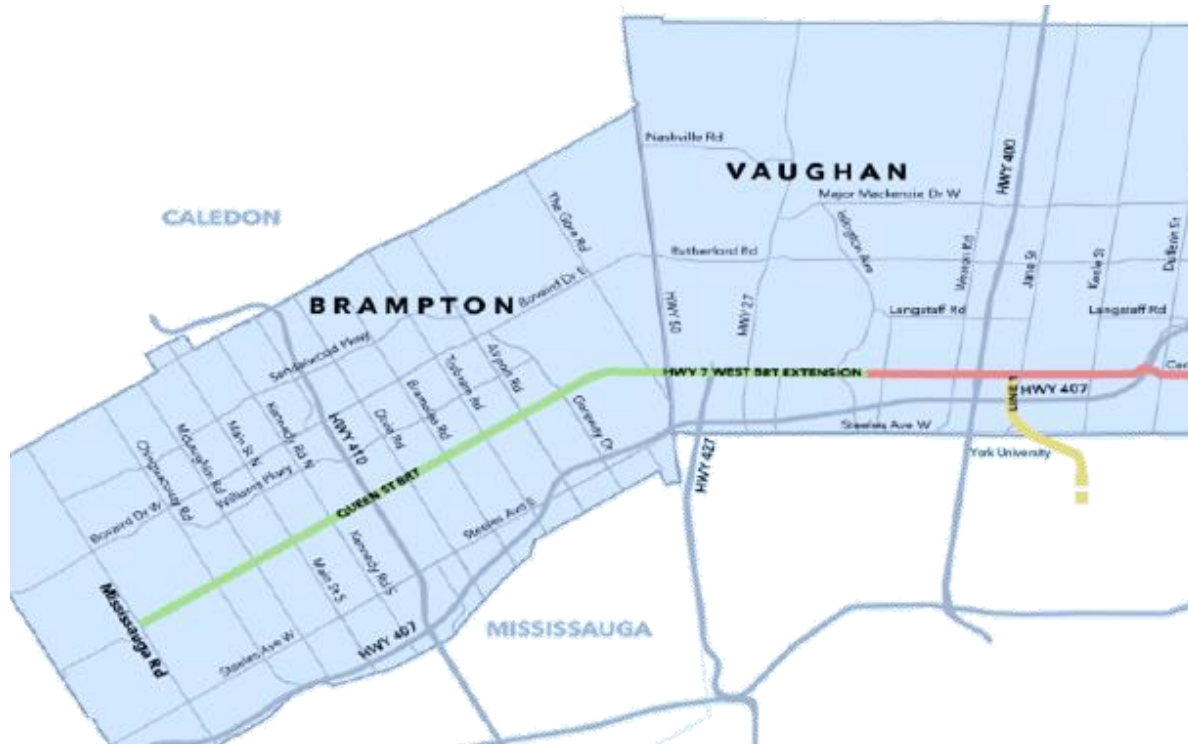 Nashville Rd
VAUGHAN
HWY 400
Major Mackenzie Dr W
CALEDON
The Gore Rd
Islington Ave
Weston Rd
Jane St
Keele St
Dufferin St
Rutherford Rd
BRAMPTON
Bovaird Dr E
HWY 50
HWY 27
Langstaff Rd
Langstaff Rd
Sandalwood Pkwy
Airport Rd
Torbram Rd
Bramalea Rd
Dixie Rd
Goreway Dr
HWY 7 WEST BRT EXTENSION
LINE 1
HWY 407
Steeles Ave W
York University
Kennedy Rd N
Main St N
McLaughlin Rd
Chinguacousy Rd
HWY 410
Williams Pkwy
QUEEN ST BRT
HWY 427
Bovaird Dr W
Steeles Ave E
Kennedy Rd S
Main St S
Mississauga Rd
Steeles Ave W
HWY 407
MISSISSAUGA